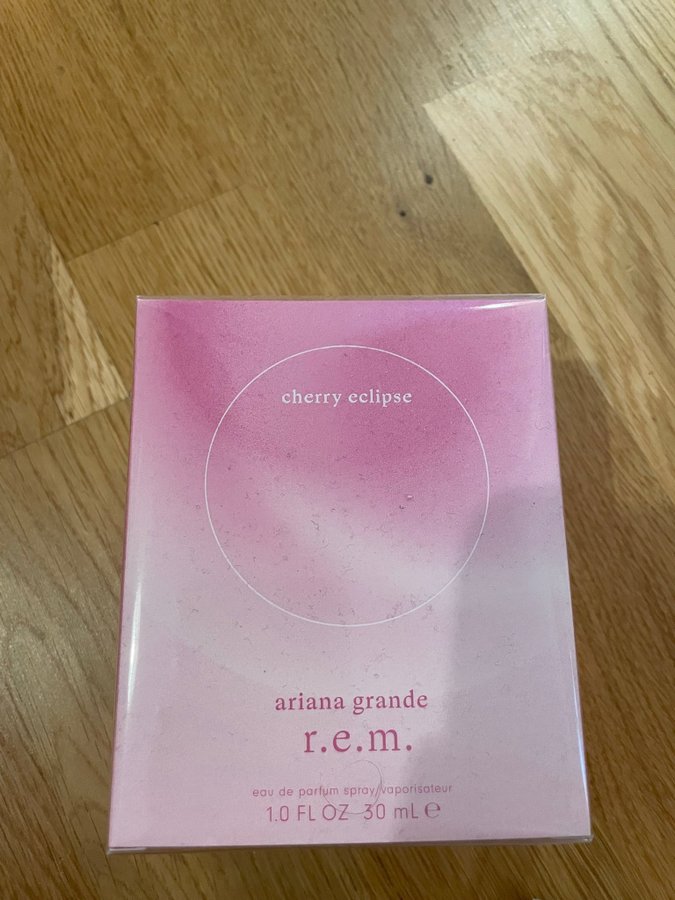 cherry eclipse
ariana grande
r.e.m.
eau de parfum spray/vaporisateur
1.0 FL OZ 30 mL ℮